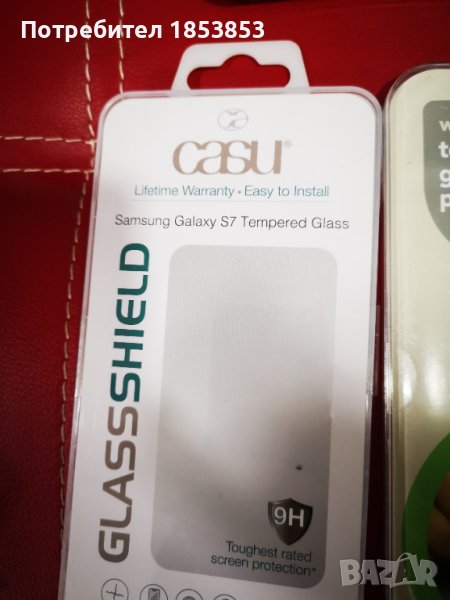 Потребител 1853853
casu®
Lifetime Warranty • Easy to Install
Samsung Galaxy S7 Tempered Glass
GLASSSHIELD
9H
Toughest rated
screen protection*
BAZAR